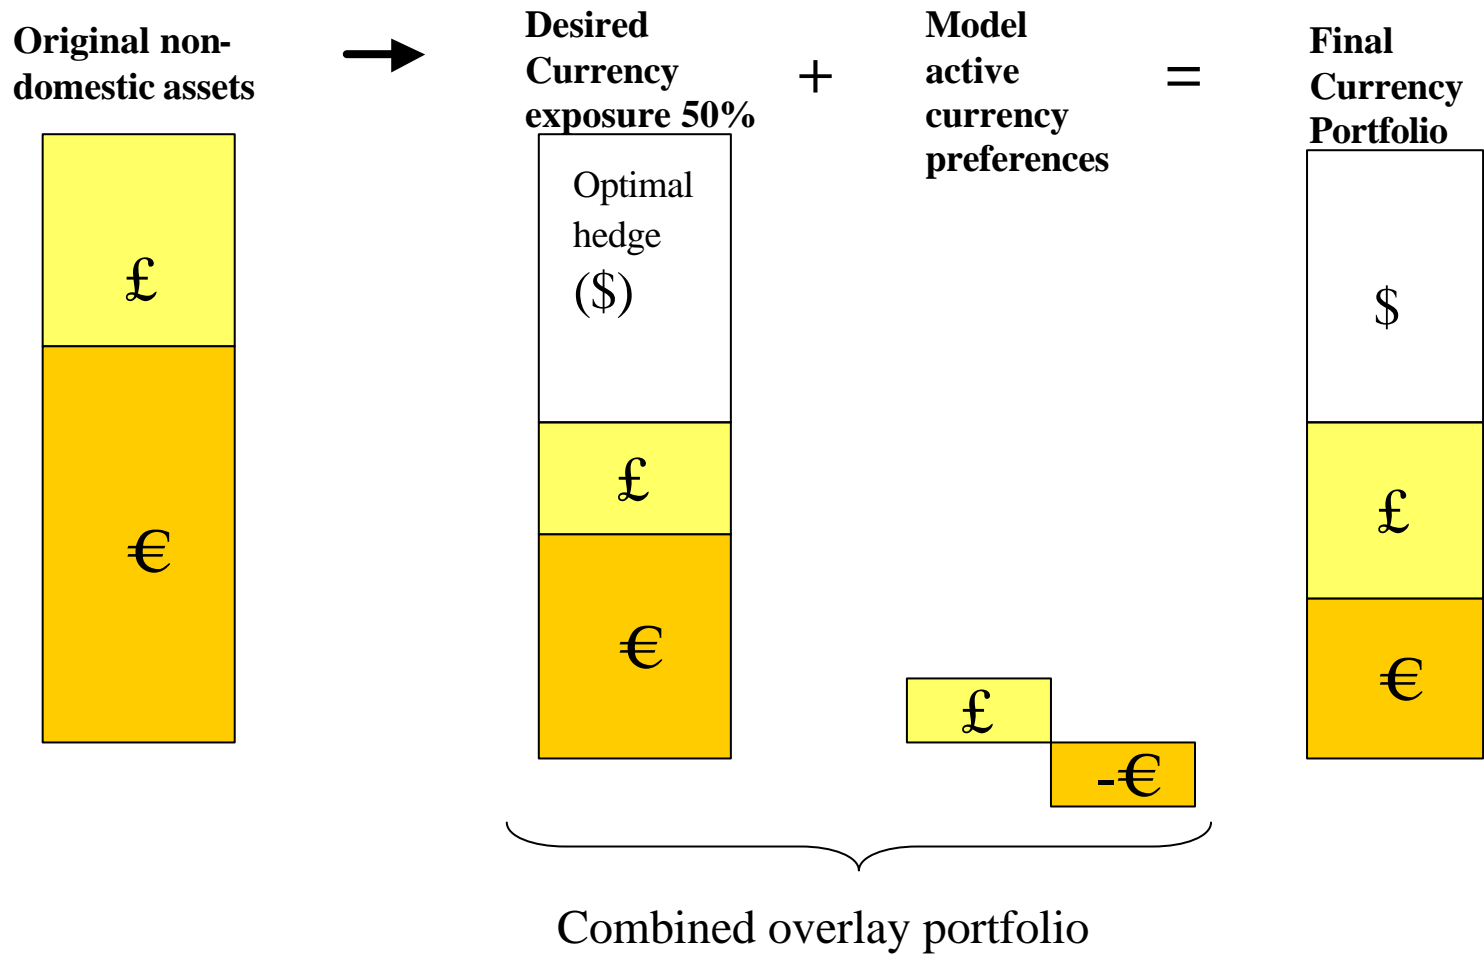 Original non-
domestic assets
Desired
Currency
exposure 50%
+
Model
active
currency
preferences
=
Final
Currency
Portfolio
£
€
Optimal
hedge
($)
£
€
£
-€
$
£
€
Combined overlay portfolio